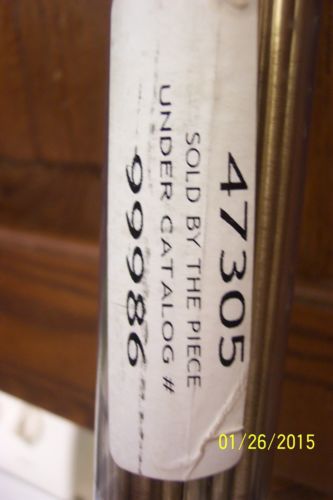 47305
SOLD BY THE PIECE
UNDER CATALOG #
99986
01/26/2015